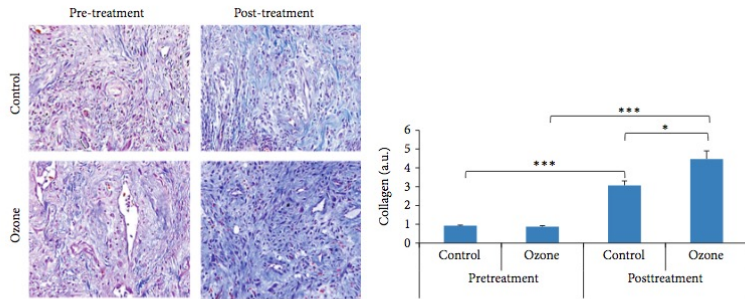 Pre-treatment Post-treatment
Control
Ozone
Collagen (a.u.)
6
5
4
3
2
1
0
***
***
*
Control Ozone Control Ozone
Pretreatment Posttreatment